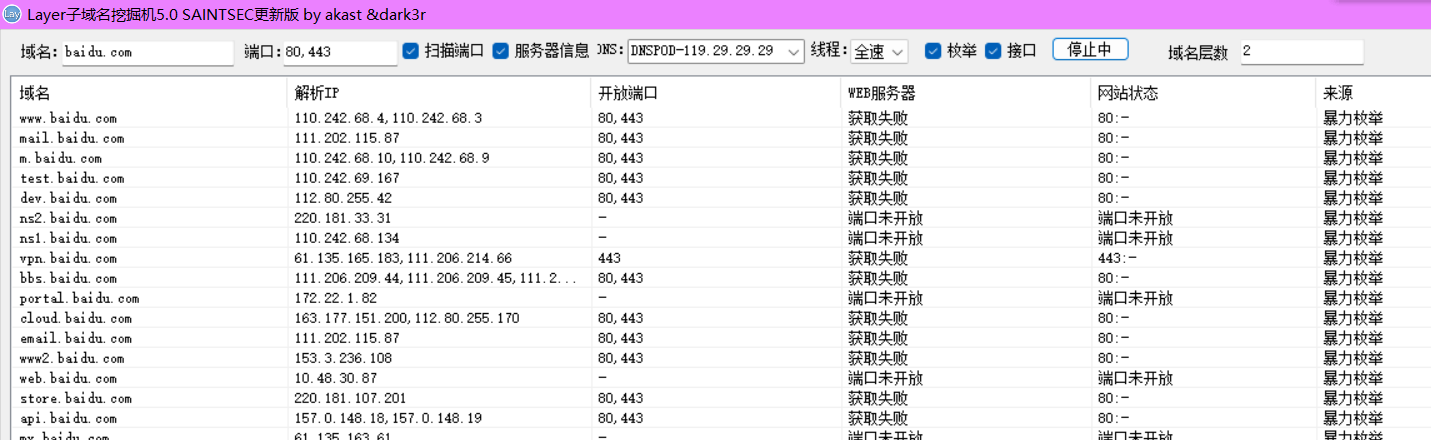 Lay Layer子域名挖掘机5.0 SAINTSEC更新版 by akast &dark3r
域名: baidu.com 端口: 80,443 扫描端口 服务器信息 DNS: DNSPOD-119.29.29.29 线程: 全速 枚举 接口 停止中 域名层数 2
域名 解析IP 开放端口 WEB服务器 网站状态 来源
www.baidu.com 110.242.68.4,110.242.68.3 80,443 获取失败 80:- 暴力枚举
mail.baidu.com 111.202.115.87 80,443 获取失败 80:- 暴力枚举
m.baidu.com 110.242.68.10,110.242.68.9 80,443 获取失败 80:- 暴力枚举
test.baidu.com 110.242.69.167 80,443 获取失败 80:- 暴力枚举
dev.baidu.com 112.80.255.42 80,443 获取失败 80:- 暴力枚举
ns2.baidu.com 220.181.33.31 - 端口未开放 端口未开放 暴力枚举
ns1.baidu.com 110.242.68.134 - 端口未开放 端口未开放 暴力枚举
vpn.baidu.com 61.135.165.183,111.206.214.66 443 获取失败 443:- 暴力枚举
bbs.baidu.com 111.206.209.44,111.206.209.45,111.2... 80,443 获取失败 80:- 暴力枚举
portal.baidu.com 172.22.1.82 - 端口未开放 端口未开放 暴力枚举
cloud.baidu.com 163.177.151.200,112.80.255.170 80,443 获取失败 80:- 暴力枚举
email.baidu.com 111.202.115.87 80,443 获取失败 80:- 暴力枚举
www2.baidu.com 153.3.236.108 80,443 获取失败 80:- 暴力枚举
web.baidu.com 10.48.30.87 - 端口未开放 端口未开放 暴力枚举
store.baidu.com 220.181.107.201 80,443 获取失败 80:- 暴力枚举
api.baidu.com 157.0.148.18,157.0.148.19 80,443 获取失败 80:- 暴力枚举
mx.baidu.com 61.135.163.61 - 端口未开放 端口未开放 暴力枚举